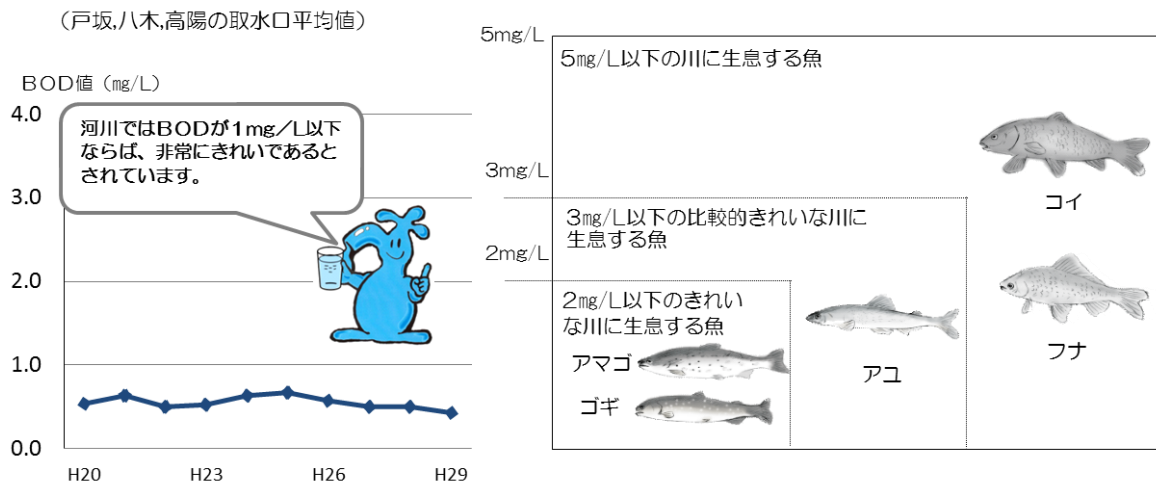 （戸坂,八木,高陽の取水口平均値）
BOD値（㎎/L）
4.0
3.0
2.0
1.0
0.0
H20
H23
H26
H29
河川ではBODが1mg／L以下
ならば、非常にきれいであると
されています。
5mg/L
3mg/L
2mg/L
5㎎/L以下の川に生息する魚
コイ
フナ
3㎎/L以下の比較的きれいな川に
生息する魚
アユ
2㎎/L以下のきれい
な川に生息する魚
アマゴ
ゴギ